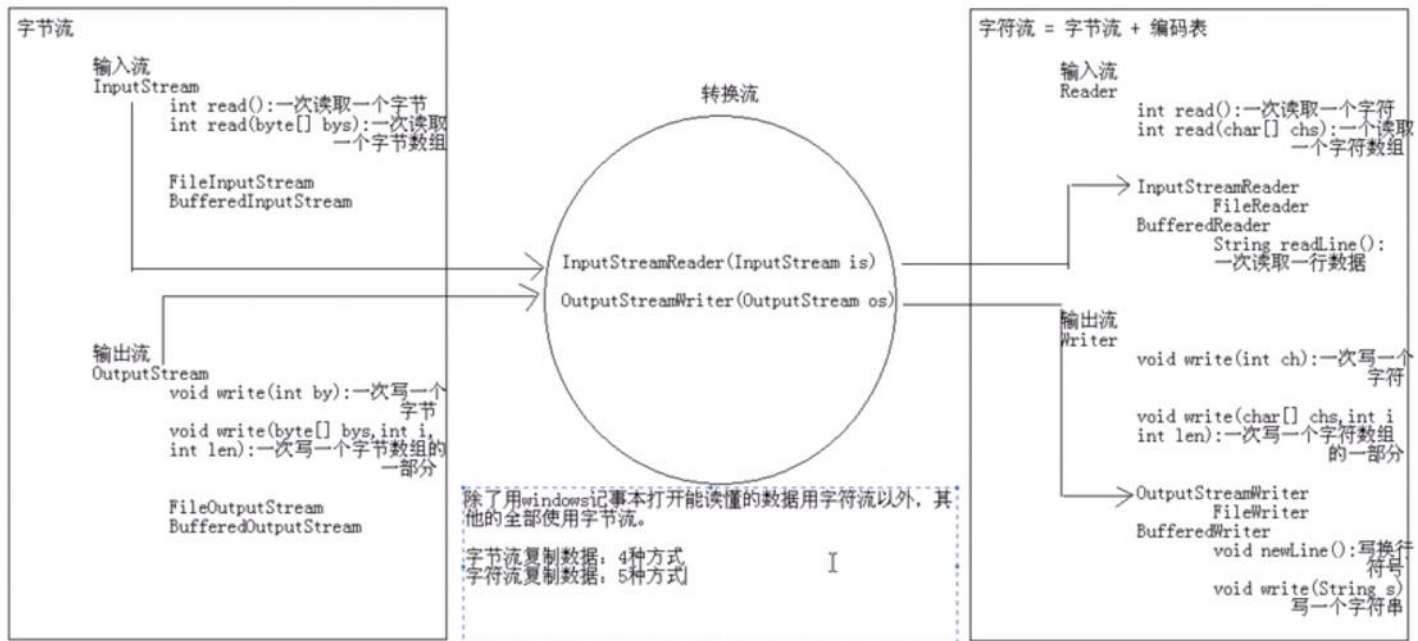 字节流
输入流
InputStream
int read():一次读取一个字节
int read(byte[] bys):一次读取
一个字节数组
FileInputStream
BufferedInputStream
输出流
OutputStream
void write(int by):一次写一个
字节
void write(byte[] bys,int i,
int len):一次写一个字节数组的
一部分
FileOutputStream
BufferedOutputStream
转换流
InputStreamReader(InputStream is)
OutputStreamWriter(OutputStream os)
除了用windows记事本打开能读懂的数据用字符流以外,其
他的全部使用字节流。
字节流复制数据:4种方式
字符流复制数据:5种方式
字符流 = 字节流 + 编码表
输入流
Reader
int read():一次读取一个字符
int read(char[] chs):一个读取
一个字符数组
InputStreamReader
FileReader
BufferedReader
String readLine():
一次读取一行数据
输出流
Writer
void write(int ch):一次写一个
字符
void write(char[] chs,int i
int len):一次写一个字符数组
的一部分
OutputStreamWriter
FileWriter
BufferedWriter
void newLine():写换行
符号
void write(String s)
写一个字符串